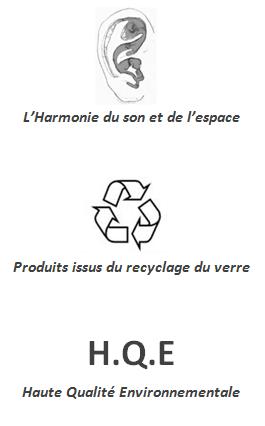 L’Harmonie du son et de l’espace
Produits issus du recyclage du verre
H.Q.E
Haute Qualité Environnementale